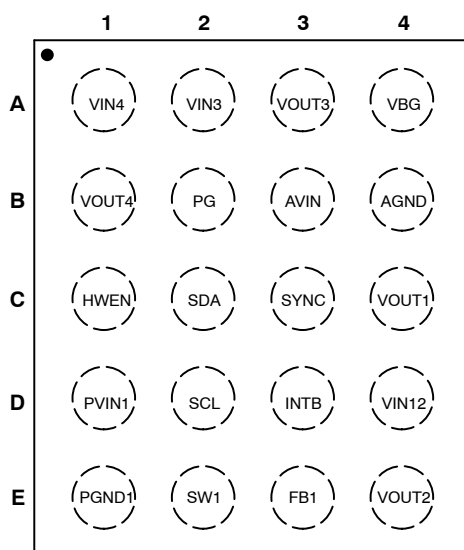 1 2 3 4
A VIN4 VIN3 VOUT3 VBG
B VOUT4 PG AVIN AGND
C HWEN SDA SYNC VOUT1
D PVIN1 SCL INTB VIN12
E PGND1 SW1 FB1 VOUT2